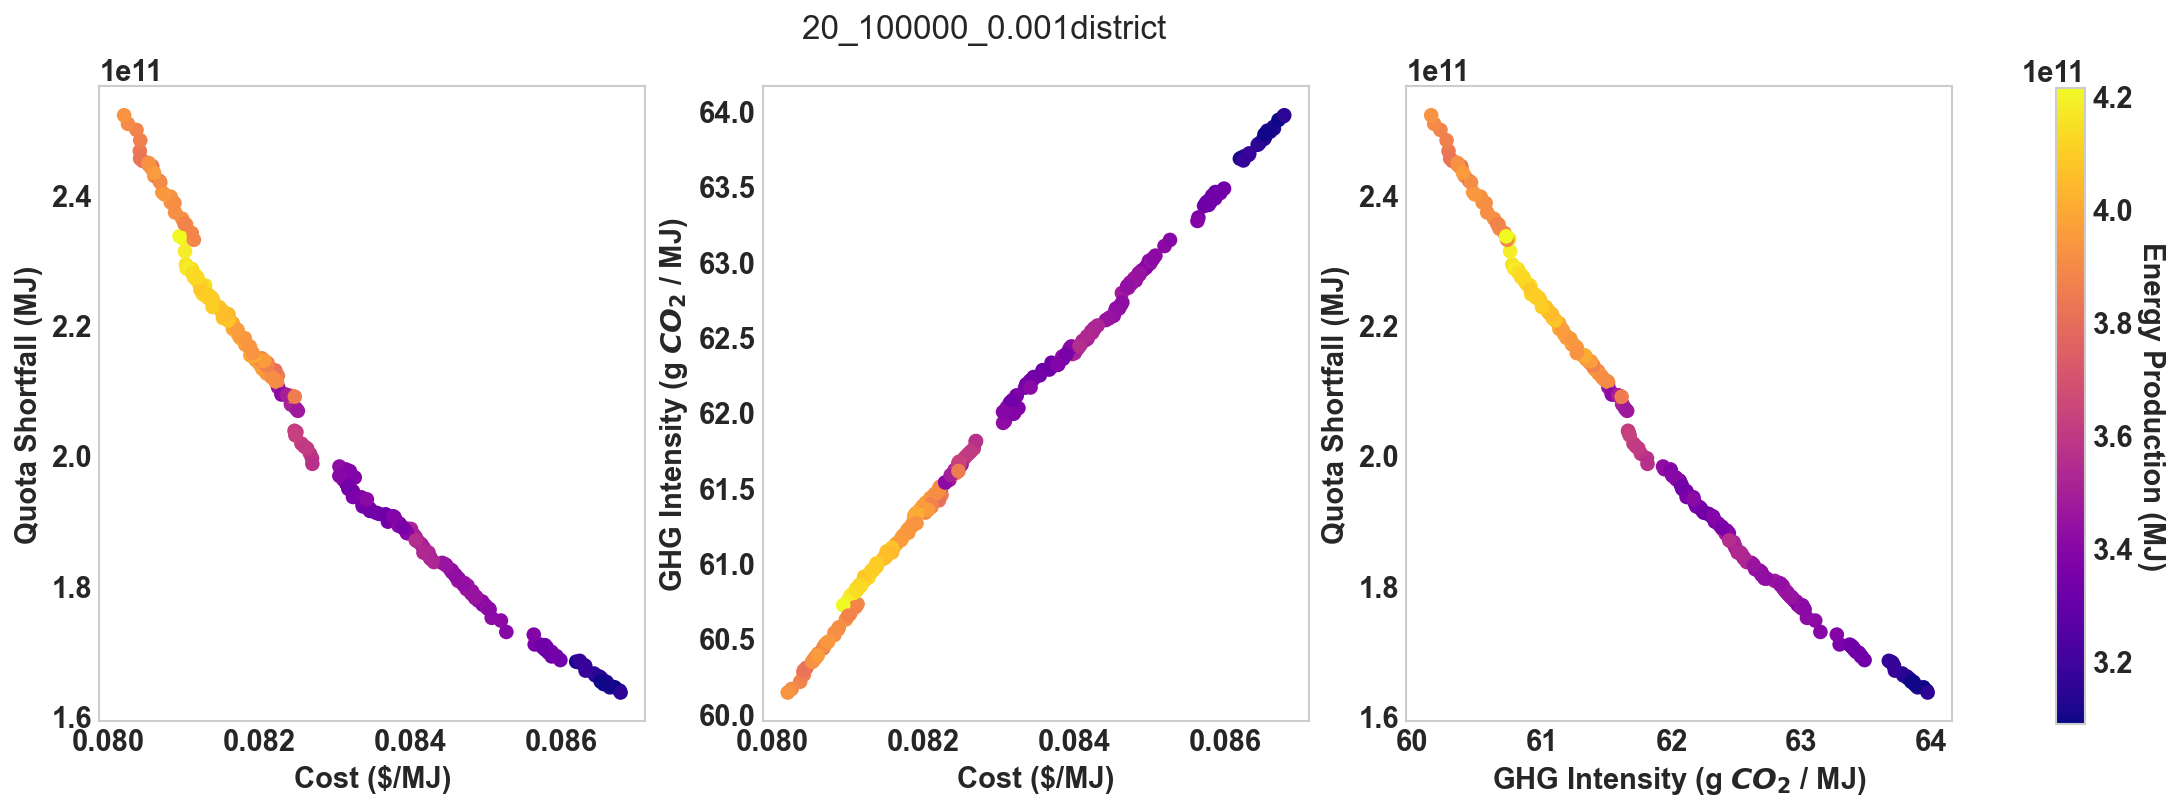 20_100000_0.001district
1e11
2.4
2.2
2.0
1.8
1.6
Quota Shortfall (MJ)
0.080 0.082 0.084 0.086
Cost ($/MJ)
64.0
63.5
63.0
62.5
62.0
61.5
61.0
60.5
60.0
GHG Intensity (g CO₂ / MJ)
0.080 0.082 0.084 0.086
Cost ($/MJ)
1e11
2.4
2.2
2.0
1.8
1.6
Quota Shortfall (MJ)
60 61 62 63 64
GHG Intensity (g CO₂ / MJ)
1e11
4.2
4.0
3.8
3.6
3.4
3.2
Energy Production (MJ)